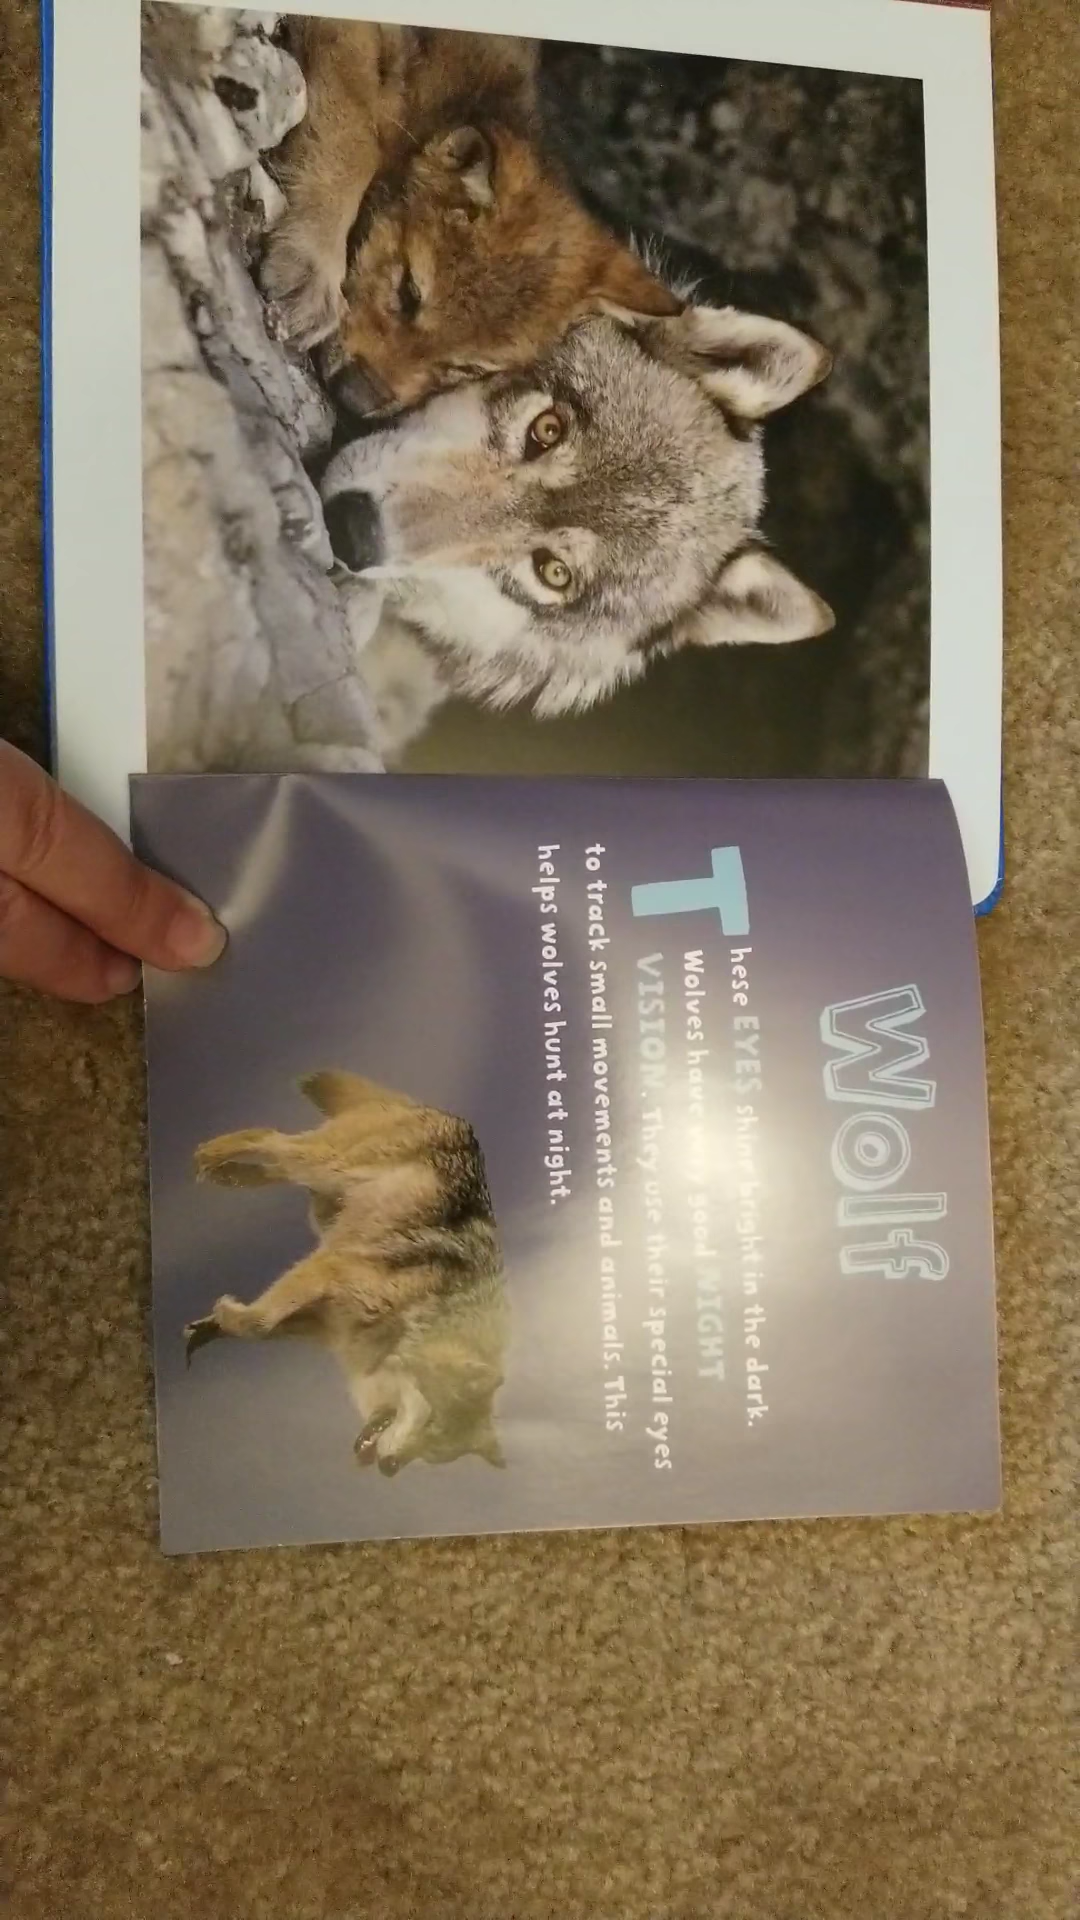 Wolf
These EYES shine bright in the dark.
Wolves have very good NIGHT
VISION. They use their special eyes
to track small movements and animals. This
helps wolves hunt at night.